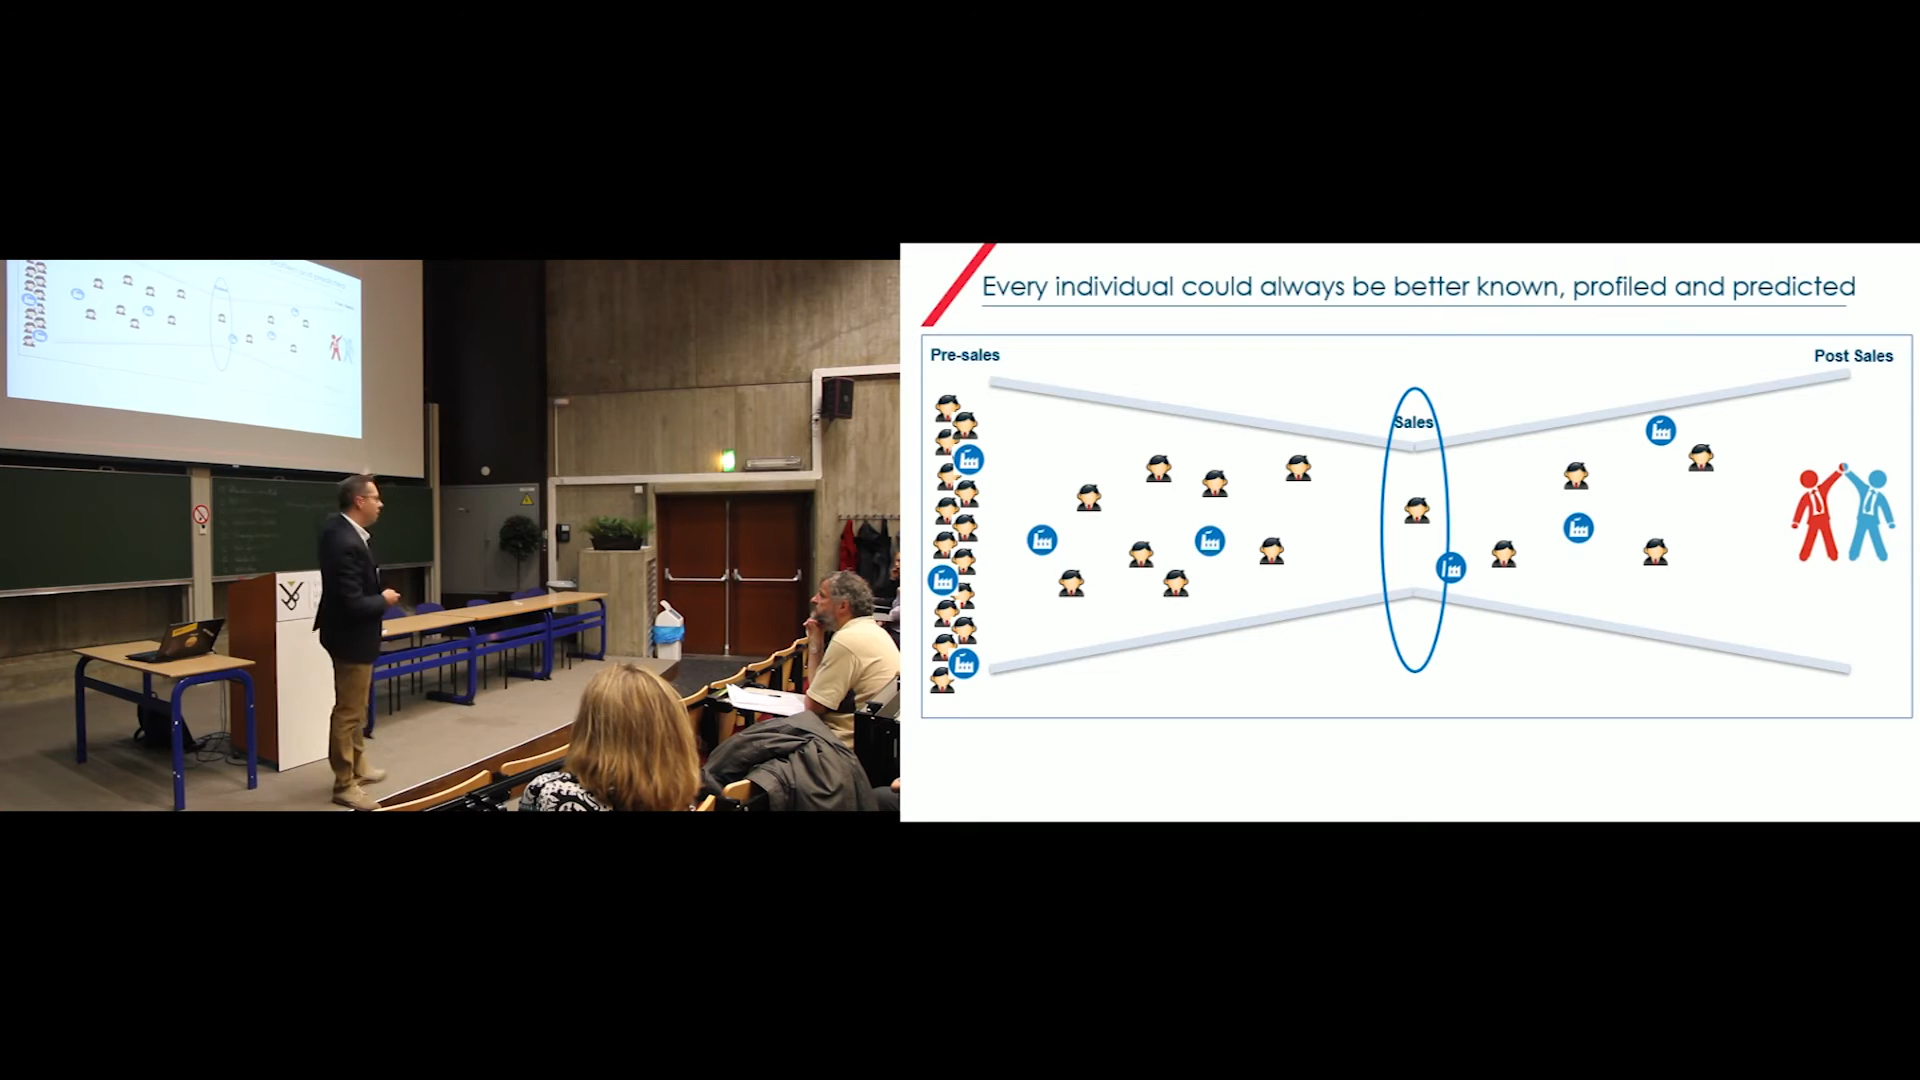 Every individual could always be better known, profiled and predicted
Pre-sales
Post Sales
Sales